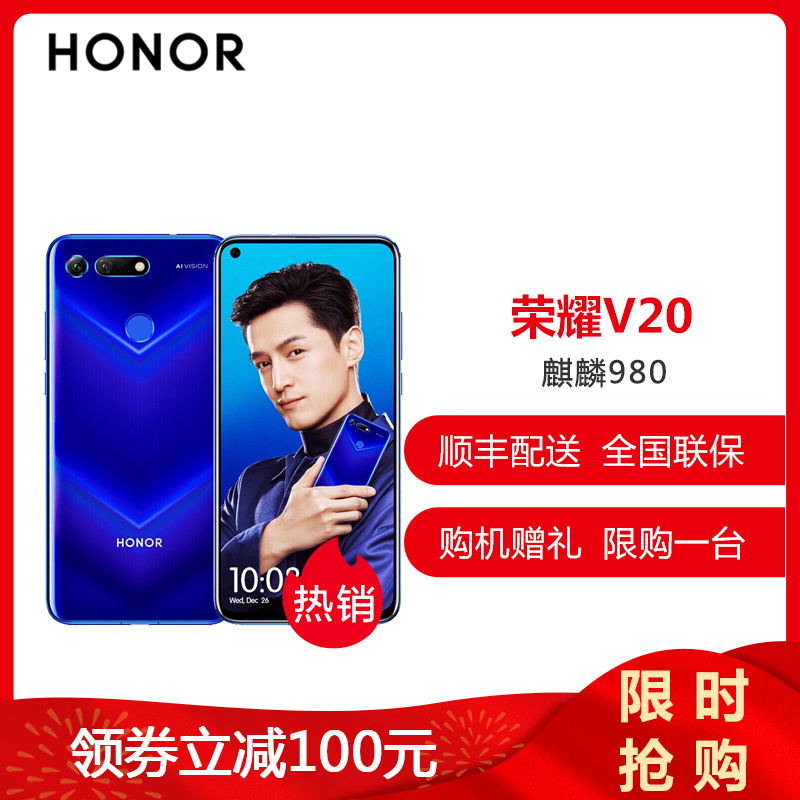 HONOR
AI VISION
荣耀V20
麒麟980
顺丰配送 全国联保
购机赠礼 限购一台
HONOR
10:08
Wed, Dec 26
热销
领券立减100元
限时
抢购